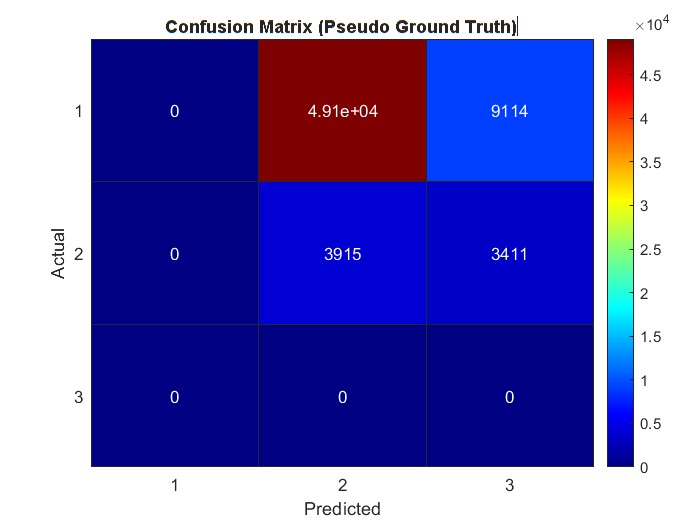 Confusion Matrix (Pseudo Ground Truth)
×10^4
1 0 4.91e+04 9114
2 0 3915 3411
3 0 0 0
1 2 3
Predicted
Actual
4.5
4
3.5
3
2.5
2
1.5
1
0.5
0